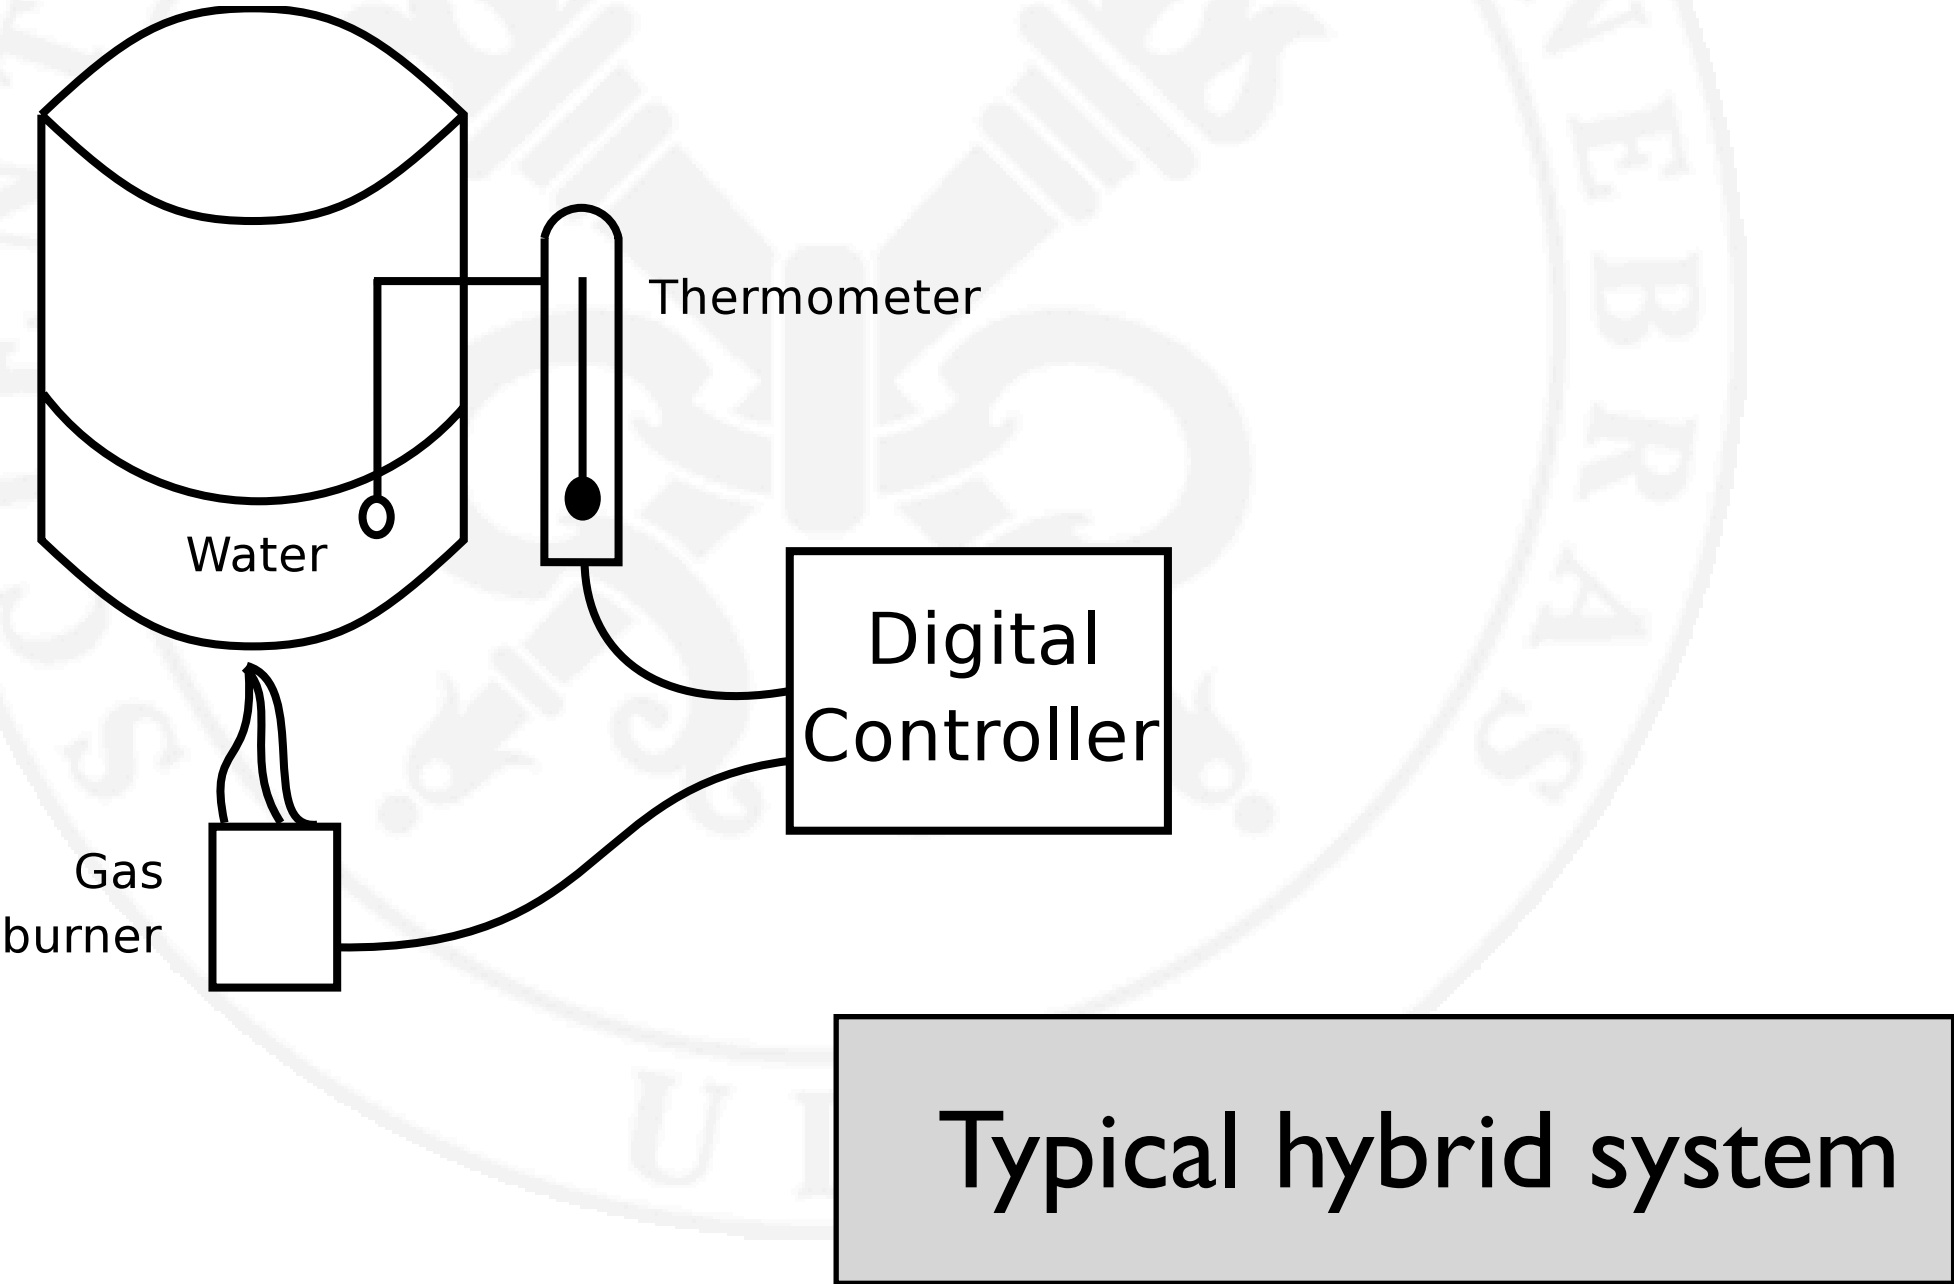 Thermometer
Water
Digital
Controller
Gas
burner
Typical hybrid system